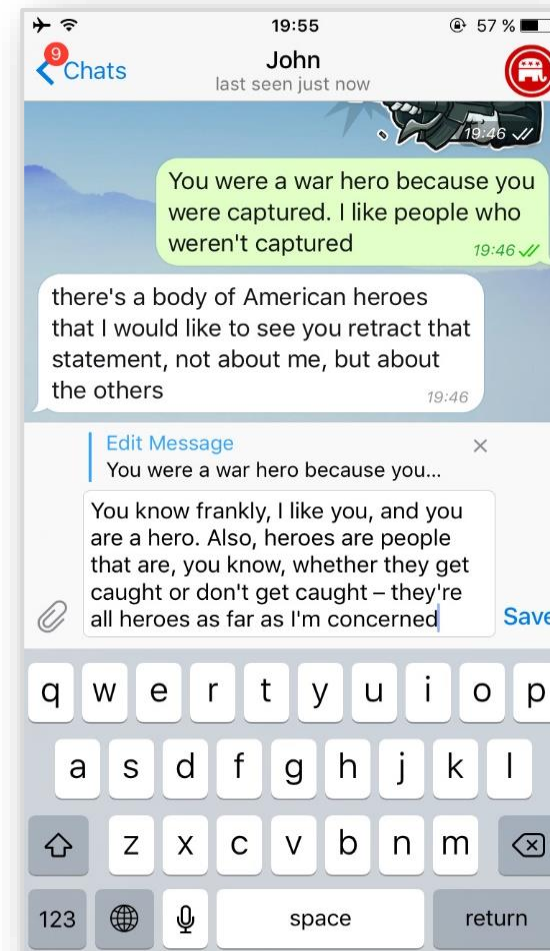 19:55
57 %
9
Chats
John
last seen just now
19:46
You were a war hero because you
were captured. I like people who
weren't captured
19:46
there's a body of American heroes
that I would like to see you retract that
statement, not about me, but about
the others
19:46
Edit Message
You were a war hero because you...
You know frankly, I like you, and you
are a hero. Also, heroes are people
that are, you know, whether they get
caught or don't get caught – they're
all heroes as far as I'm concerned
Save
q w e r t y u i o p
a s d f g h j k l
z x c v b n m
123 space return